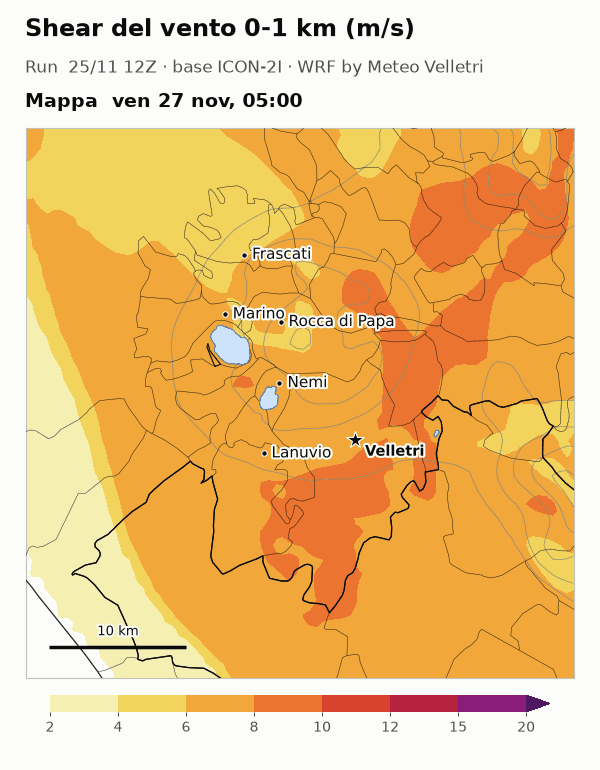 Shear del vento 0-1 km (m/s)
Run  25/11 12Z · base ICON-2I · WRF by Meteo Velletri
Mappa  ven 27 nov, 05:00
Frascati
Marino
Rocca di Papa
Nemi
Velletri
Lanuvio
10 km
2 4 6 8 10 12 15 20